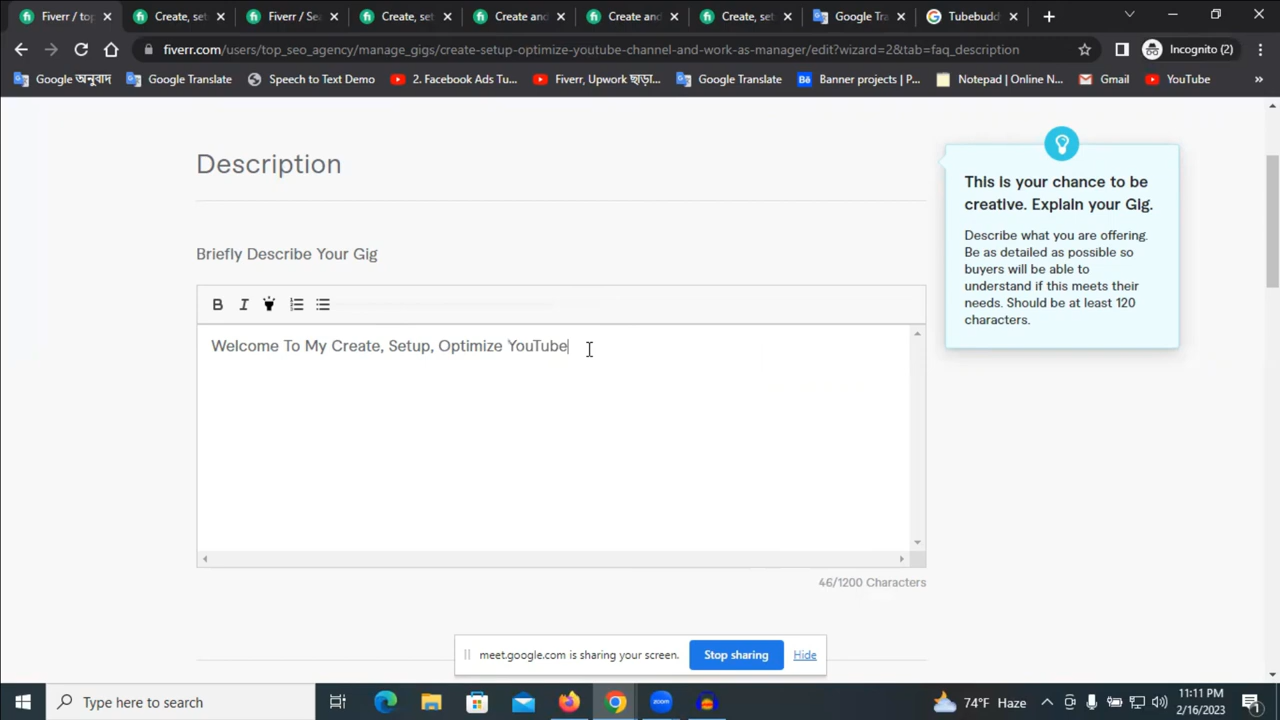 Fiverr / top
Create, set
Fiverr / Sea
Create, set
Create and
Create and
Create, set
Google Tra
Tubebudd
fiverr.com/users/top_seo_agency/manage_gigs/create-setup-optimize-youtube-channel-and-work-as-manager/edit?wizard=2&tab=faq_description
Incognito (2)
Google অনুবাদ
Google Translate
Speech to Text Demo
2. Facebook Ads Tu...
Fiverr, Upwork ছাড়া...
Google Translate
Banner projects | P...
Notepad | Online N...
Gmail
YouTube
Description
Briefly Describe Your Gig
B I
Welcome To My Create, Setup, Optimize YouTube
46/1200 Characters
This is your chance to be
creative. Explain your Gig.
Describe what you are offering.
Be as detailed as possible so
buyers will be able to
understand if this meets their
needs. Should be at least 120
characters.
meet.google.com is sharing your screen.
Stop sharing
Hide
Type here to search
zoom
74°F Haze
11:11 PM
2/16/2023
1